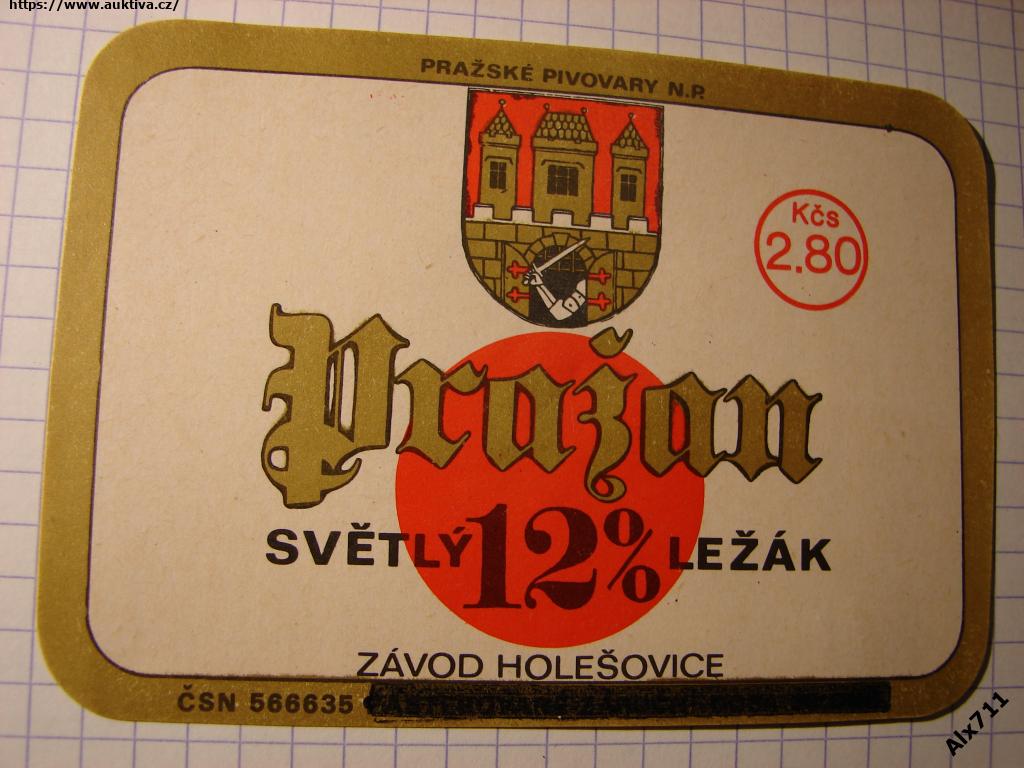 https://www.auktiva.cz/
PRAŽSKÉ PIVOVARY N.P.
Kčs
2.80
Pražan
SVĚTLÝ 12% LEŽÁK
ZÁVOD HOLEŠOVICE
ČSN 566635
Alx711